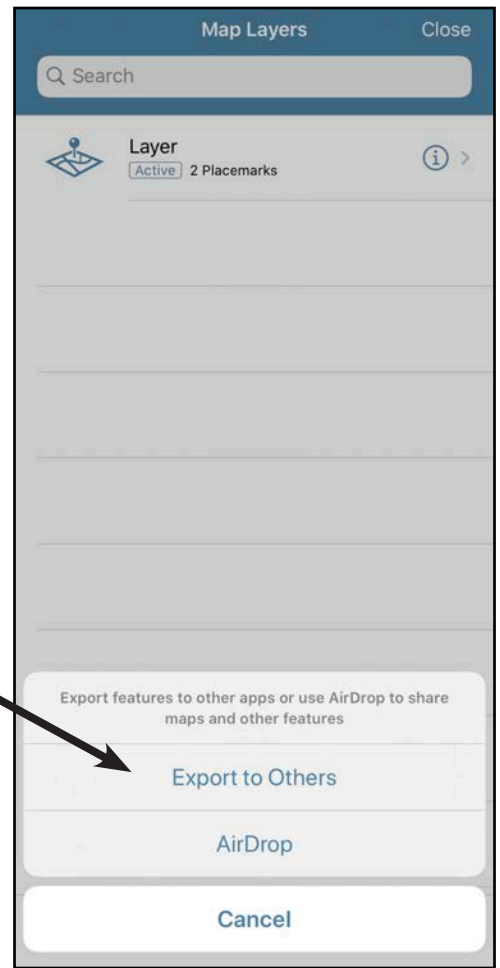 Map Layers Close
Search
Layer
Active 2 Placemarks
Export features to other apps or use AirDrop to share
maps and other features
Export to Others
AirDrop
Cancel